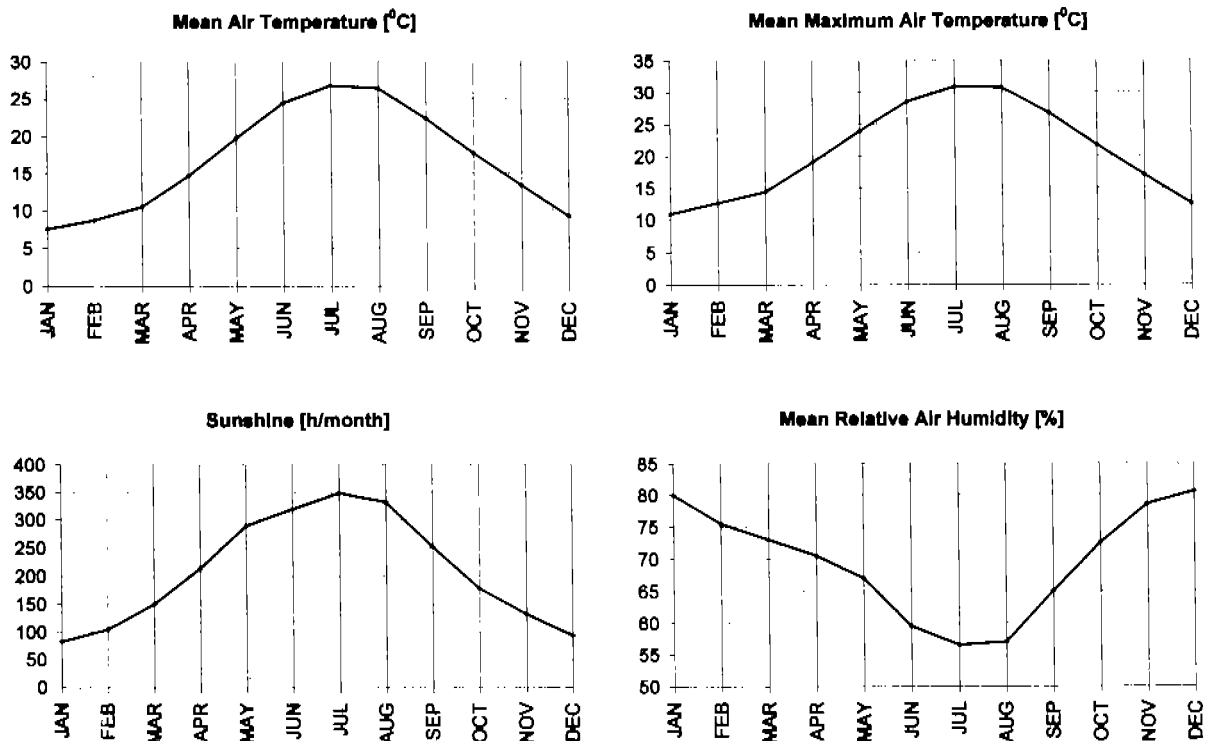 Mean Air Temperature [⁰C]
30
25
20
15
10
5
0
JAN
FEB
MAR
APR
MAY
JUN
JUL
AUG
SEP
OCT
NOV
DEC
Mean Maximum Air Temperature [⁰C]
35
30
25
20
15
10
5
0
JAN
FEB
MAR
APR
MAY
JUN
JUL
AUG
SEP
OCT
NOV
DEC
Sunshine [h/month]
400
350
300
250
200
150
100
50
0
JAN
FEB
MAR
APR
MAY
JUN
JUL
AUG
SEP
OCT
NOV
DEC
Mean Relative Air Humidity [%]
85
80
75
70
65
60
55
50
JAN
FEB
MAR
APR
MAY
JUN
JUL
AUG
SEP
OCT
NOV
DEC